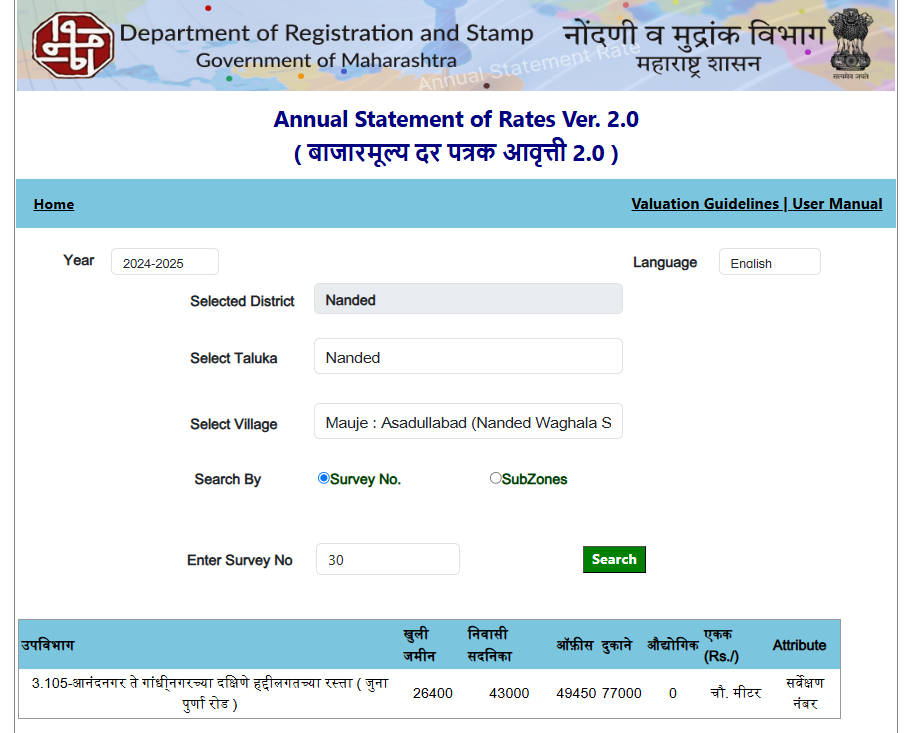 Department of Registration and Stamp
Government of Maharashtra
नोंदणी व मुद्रांक विभाग
महाराष्ट्र शासन
सत्यमेव जयते
Annual Statement Rate
Annual Statement of Rates Ver. 2.0
( बाजारमूल्य दर पत्रक आवृत्ती 2.0 )
Home Valuation Guidelines | User Manual
Year 2024-2025 Language English
Selected District Nanded
Select Taluka Nanded
Select Village Mauje : Asadullabad (Nanded Waghala S
Search By Survey No. SubZones
Enter Survey No 30 Search
उपविभाग खुली जमीन निवासी सदनिका ऑफ़ीस दुकाने औद्योगिक एकक (Rs./) Attribute
3.105-आनंदनगर ते गांधीनगरच्या दक्षिणे हद्दीलगतच्या रस्त्ता ( जुना
पुर्णा रोड ) 26400 43000 49450 77000 0 चौ. मीटर सर्वेक्षण नंबर